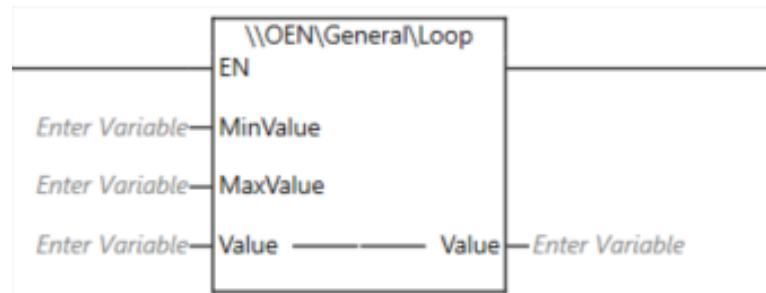 \\OEN\General\Loop
EN
Enter Variable MinValue
Enter Variable MaxValue
Enter Variable Value Value Enter Variable